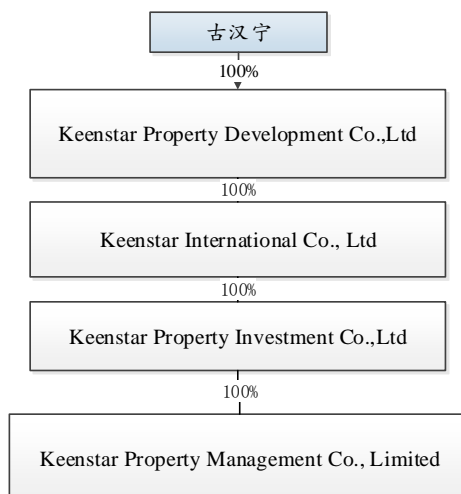 古汉宁
100%
Keenstar Property Development Co.,Ltd
100%
Keenstar International Co., Ltd
100%
Keenstar Property Investment Co.,Ltd
100%
Keenstar Property Management Co., Limited